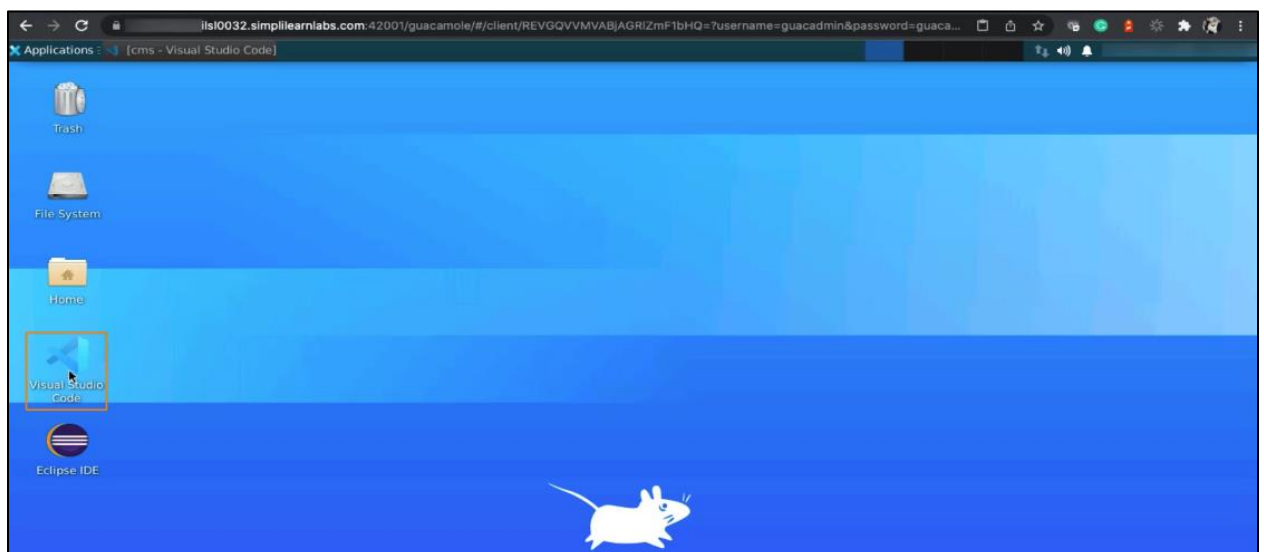 ilsl0032.simplilearnlabs.com:42001/guacamole/#/client/REVGQVVMVABjAGRlZmF1bHQ=?username=guacadmin&password=guaca...
Applications [cms - Visual Studio Code]
Trash
File System
Home
Visual Studio
Code
Eclipse IDE